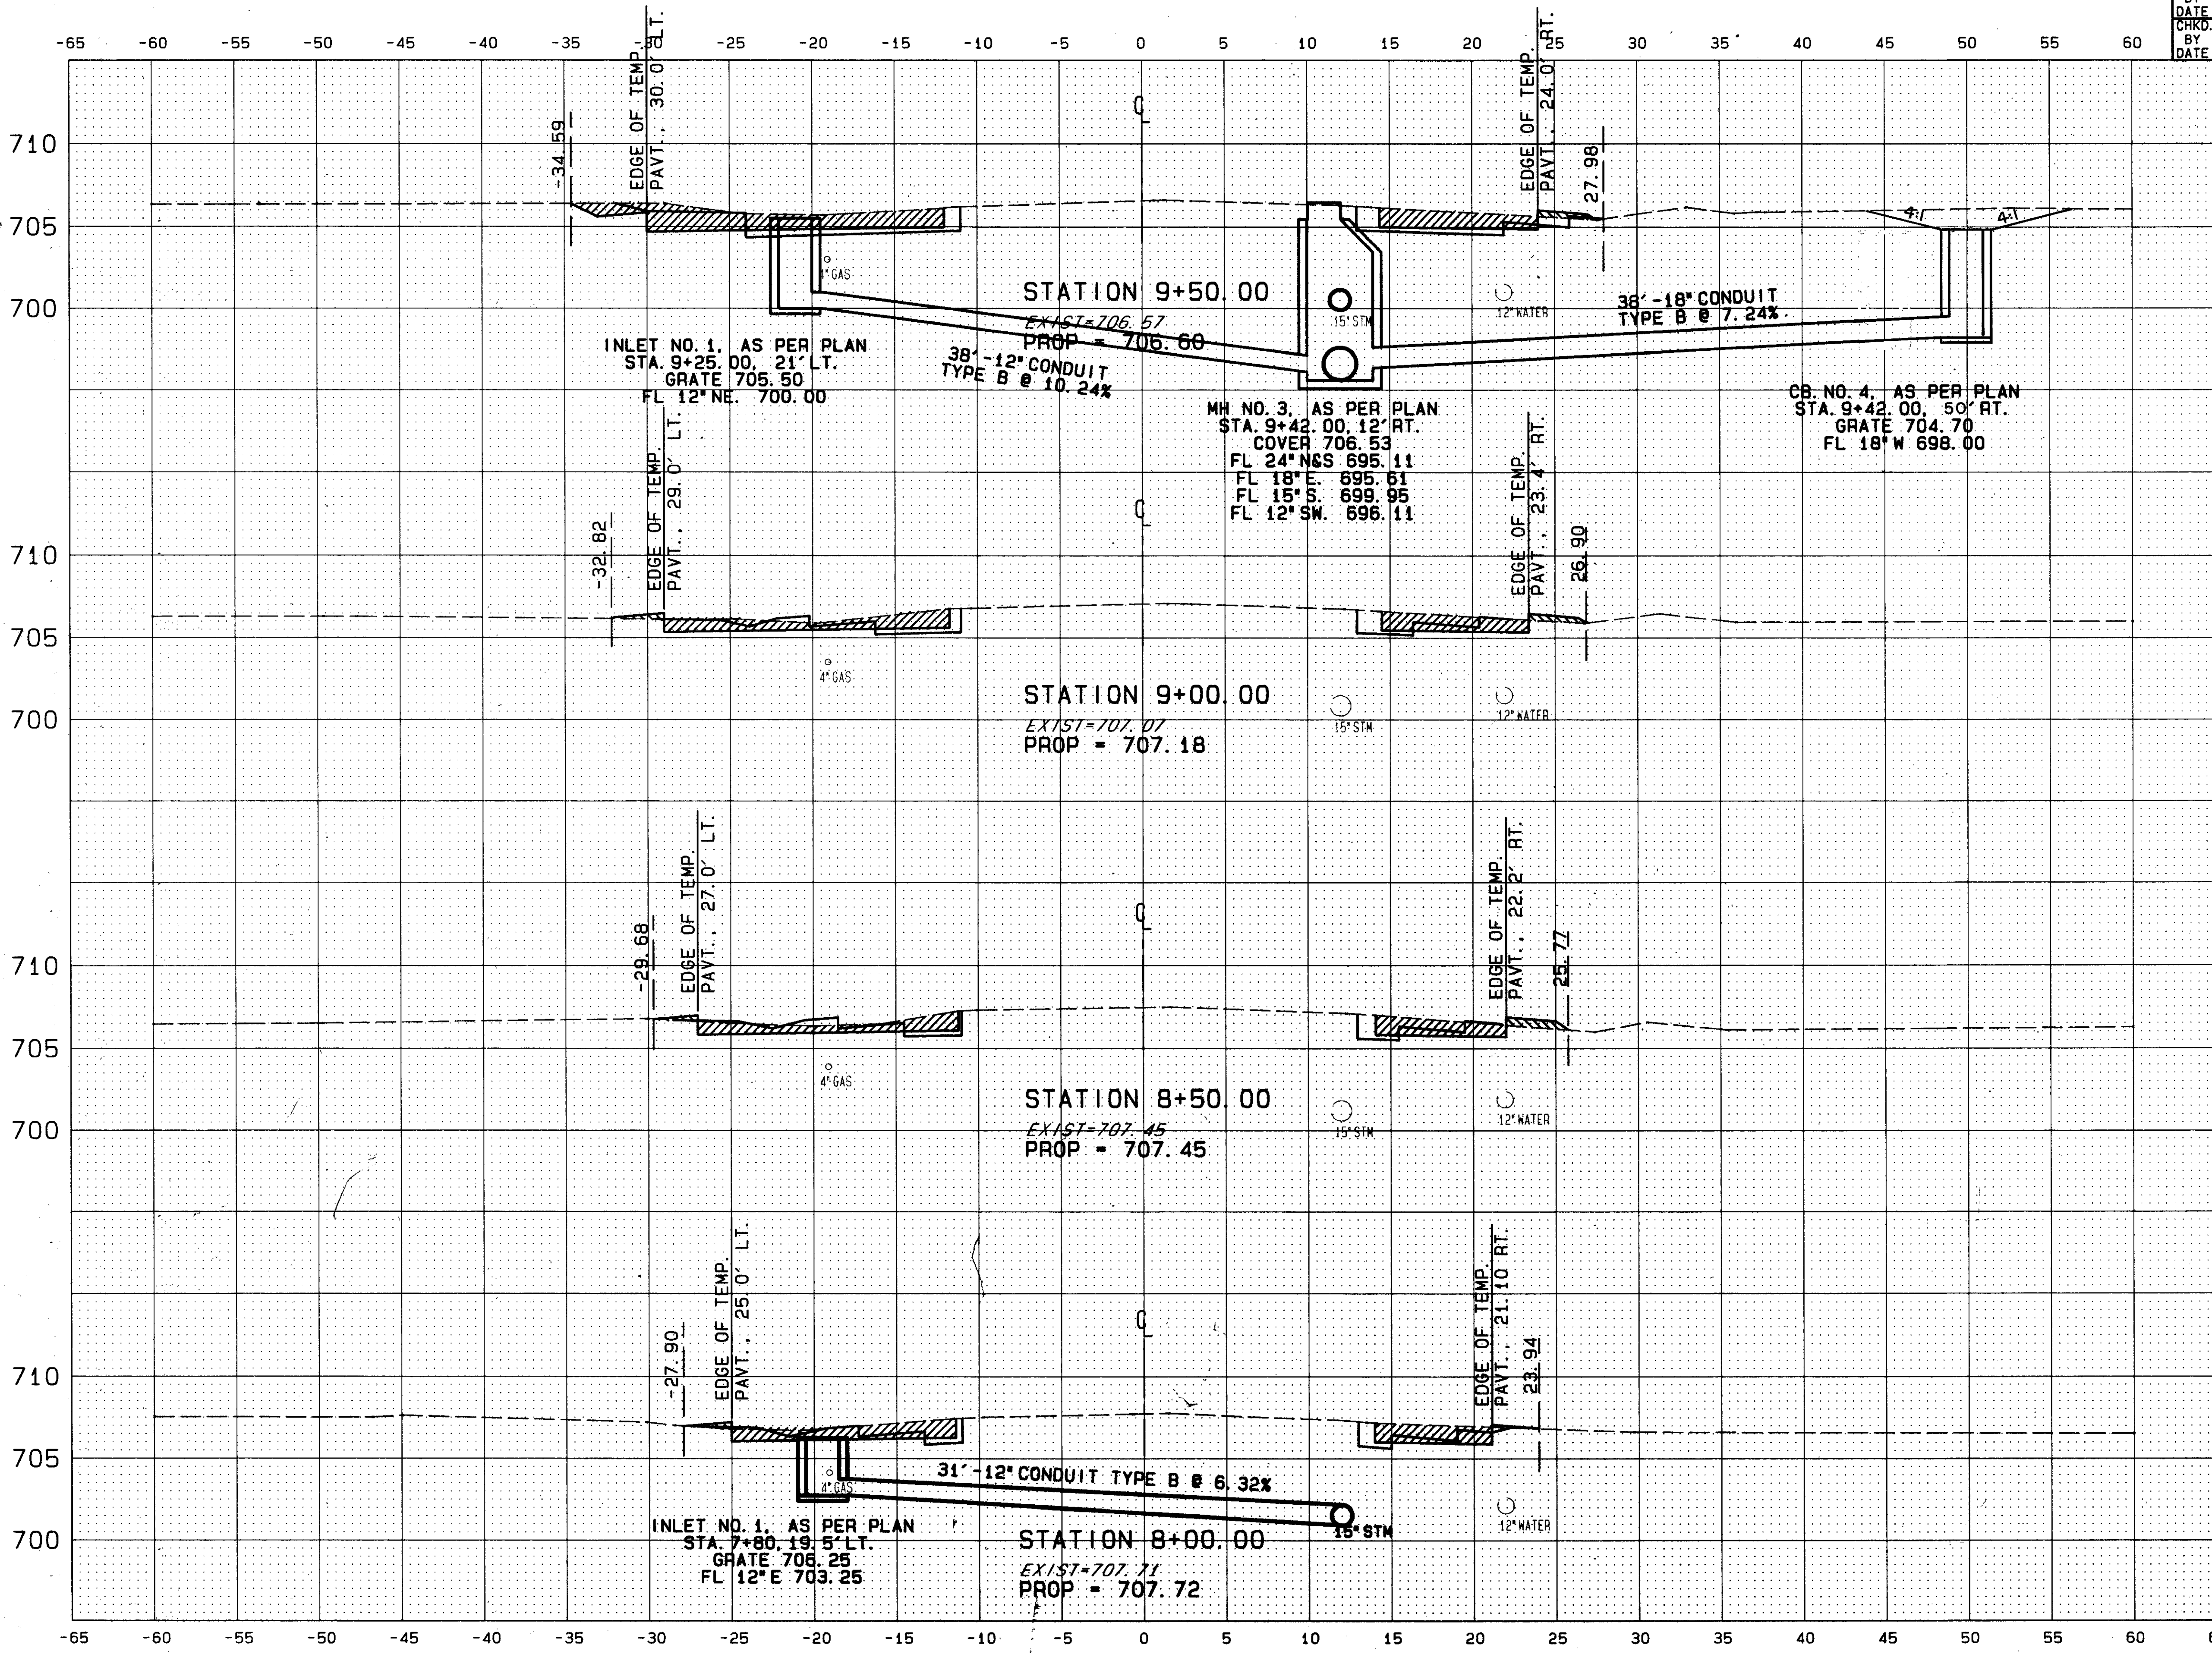 DATE
CHKD.
BY
DATE
-65 -60 -55 -50 -45 -40 -35 -30 -25 -20 -15 -10 -5 0 5 10 15 20 25 30 35 40 45 50 55 60
EDGE OF TEMP.
PAVT., 30.0' LT.
EDGE OF TEMP.
PAVT., 24.0' RT.
-34.59
27.98
710
705
700
4:1
4:1
4" GAS
STATION 9+50.00
EXIST=706.57
PROP = 706.60
15" STM
12" WATER
38'-18" CONDUIT
TYPE B @ 7.24%
38'-12" CONDUIT
TYPE B @ 10.24%
INLET NO. 1, AS PER PLAN
STA. 9+25.00, 21' LT.
GRATE 705.50
FL 12" NE. 700.00
MH NO. 3, AS PER PLAN
STA. 9+42.00, 12' RT.
COVER 706.53
FL 24" N&S 695.11
FL 18" E. 695.61
FL 15" S. 699.95
FL 12" SW. 696.11
CB. NO. 4, AS PER PLAN
STA. 9+42.00, 50' RT.
GRATE 704.70
FL 18" W 698.00
EDGE OF TEMP.
PAVT., 29.0' LT.
EDGE OF TEMP.
PAVT., 23.4' RT.
-32.82
26.90
710
705
700
4" GAS
STATION 9+00.00
EXIST=707.07
PROP = 707.18
15" STM
12" WATER
EDGE OF TEMP.
PAVT., 27.0' LT.
EDGE OF TEMP.
PAVT., 22.2' RT.
-29.68
25.77
710
705
700
4" GAS
STATION 8+50.00
EXIST=707.45
PROP = 707.45
15" STM
12" WATER
EDGE OF TEMP.
PAVT., 25.0' LT.
EDGE OF TEMP.
PAVT., 21.10 RT.
-27.90
23.94
710
705
700
4" GAS
31'-12" CONDUIT TYPE B @ 6.32%
15" STM
12" WATER
INLET NO. 1, AS PER PLAN
STA. 7+80, 19.5' LT.
GRATE 706.25
FL 12" E 703.25
STATION 8+00.00
EXIST=707.71
PROP = 707.72
-65 -60 -55 -50 -45 -40 -35 -30 -25 -20 -15 -10 -5 0 5 10 15 20 25 30 35 40 45 50 55 60